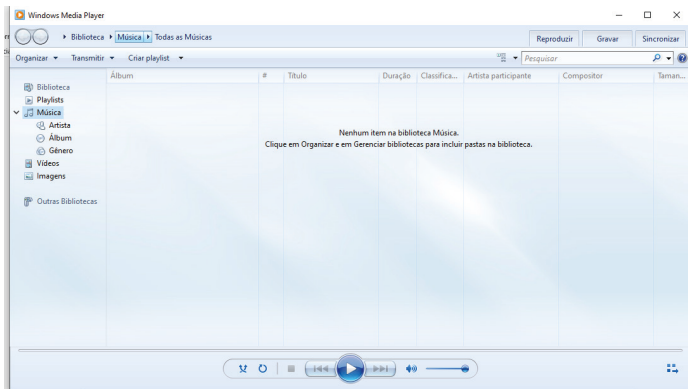 Windows Media Player
Biblioteca Música Todas as Músicas
Reproduzir Gravar Sincronizar
Organizar Transmitir Criar playlist Pesquisar
Álbum # Título Duração Classifica... Artista participante Compositor Taman...
Biblioteca
Playlists
Música
Artista
Álbum
Gênero
Vídeos
Imagens
Outras Bibliotecas
Nenhum item na biblioteca Música.
Clique em Organizar e em Gerenciar bibliotecas para incluir pastas na biblioteca.